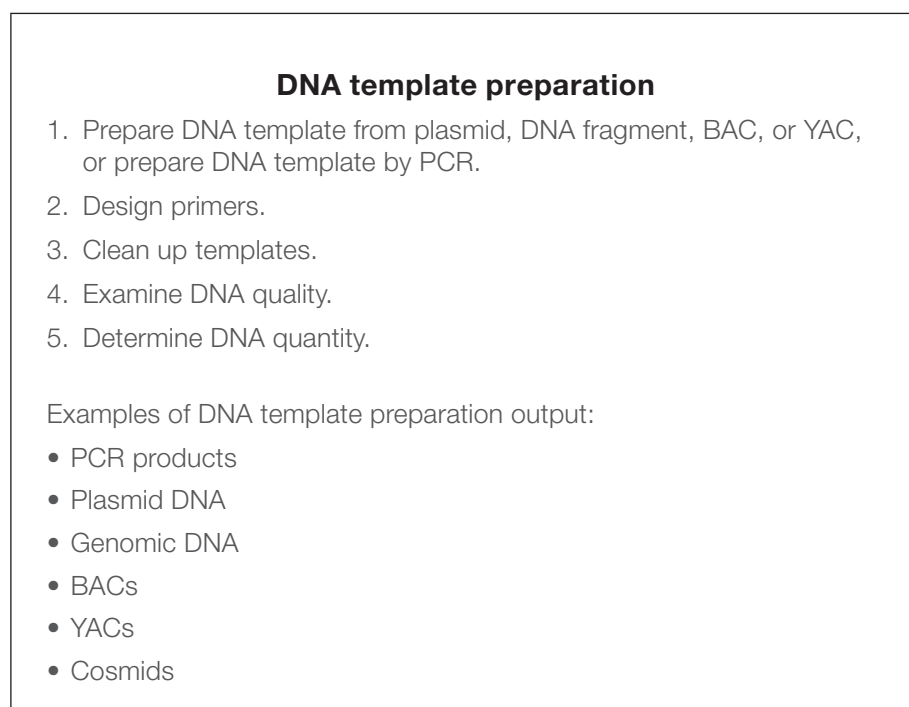 DNA template preparation
1. Prepare DNA template from plasmid, DNA fragment, BAC, or YAC,
or prepare DNA template by PCR.
2. Design primers.
3. Clean up templates.
4. Examine DNA quality.
5. Determine DNA quantity.
Examples of DNA template preparation output:
• PCR products
• Plasmid DNA
• Genomic DNA
• BACs
• YACs
• Cosmids